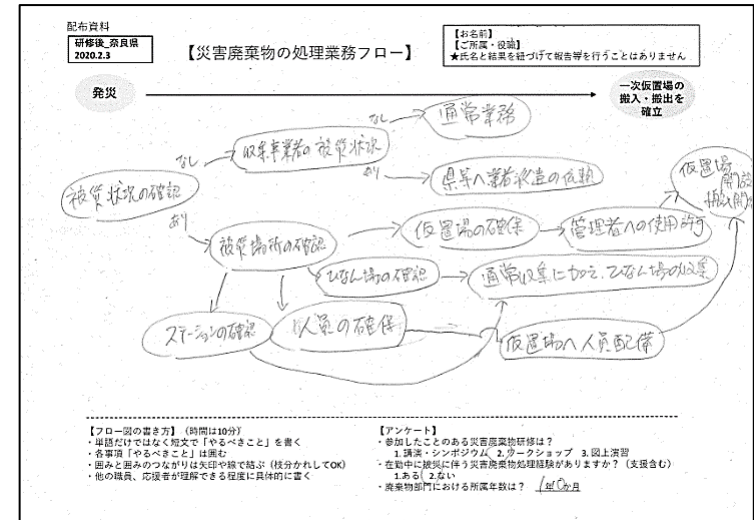 配布資料
研修後_奈良県
2020.2.3
【災害廃棄物の処理業務フロー】
【お名前】
【ご所属・役職】
★氏名と結果を紐づけて報告等を行うことはありません
発災
一次仮置場の
搬入・搬出を
確立
なし
通常業務
なし
収集事業者の被災状況
あり
県等へ業者派遣の依頼
被災状況の確認
あり
被災場所の確認
仮置場の確保
管理者への使用許可
仮置場
開設
搬入開始
ひなん場の確認
通常収集に加え、ひなん場の収集
ステーションの確認
人員の確保
仮置場へ人員配備
【フロー図の書き方】（時間は10分）
・単語だけではなく短文で「やるべきこと」を書く
・各事項「やるべきこと」は囲む
・囲みと囲みのつながりは矢印や線で結ぶ（枝分かれしてOK）
・他の職員、応援者が理解できる程度に具体的に書く
【アンケート】
・参加したことのある災害廃棄物研修は？
1. 講演・シンポジウム 2. ワークショップ 3. 図上演習
・在勤中に被災に伴う災害廃棄物処理経験がありますか？（支援含む）
1.ある 2.ない
・廃棄物部門における所属年数は？ 1年0か月